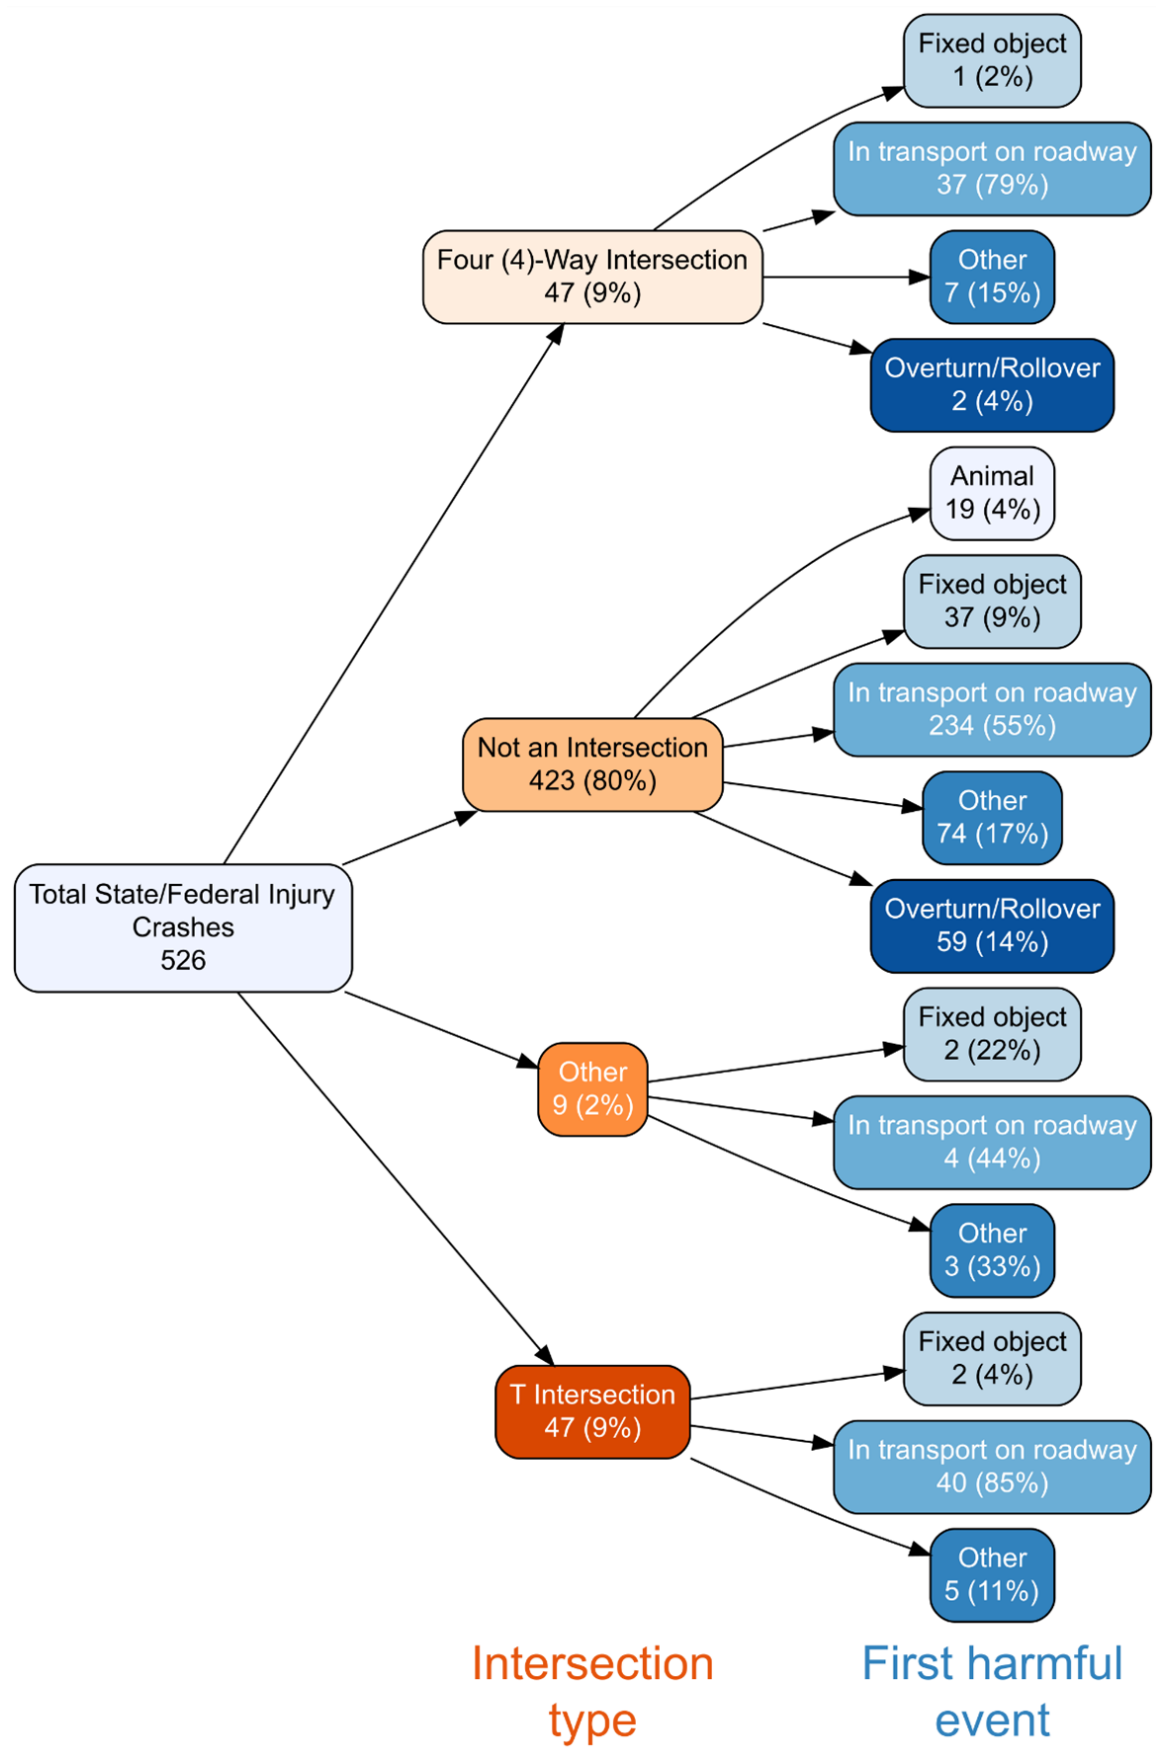 Fixed object
1 (2%)
In transport on roadway
37 (79%)
Four (4)-Way Intersection
47 (9%)
Other
7 (15%)
Overturn/Rollover
2 (4%)
Animal
19 (4%)
Fixed object
37 (9%)
In transport on roadway
234 (55%)
Not an Intersection
423 (80%)
Other
74 (17%)
Overturn/Rollover
59 (14%)
Total State/Federal Injury
Crashes
526
Fixed object
2 (22%)
Other
9 (2%)
In transport on roadway
4 (44%)
Other
3 (33%)
Fixed object
2 (4%)
T Intersection
47 (9%)
In transport on roadway
40 (85%)
Other
5 (11%)
Intersection
type
First harmful
event